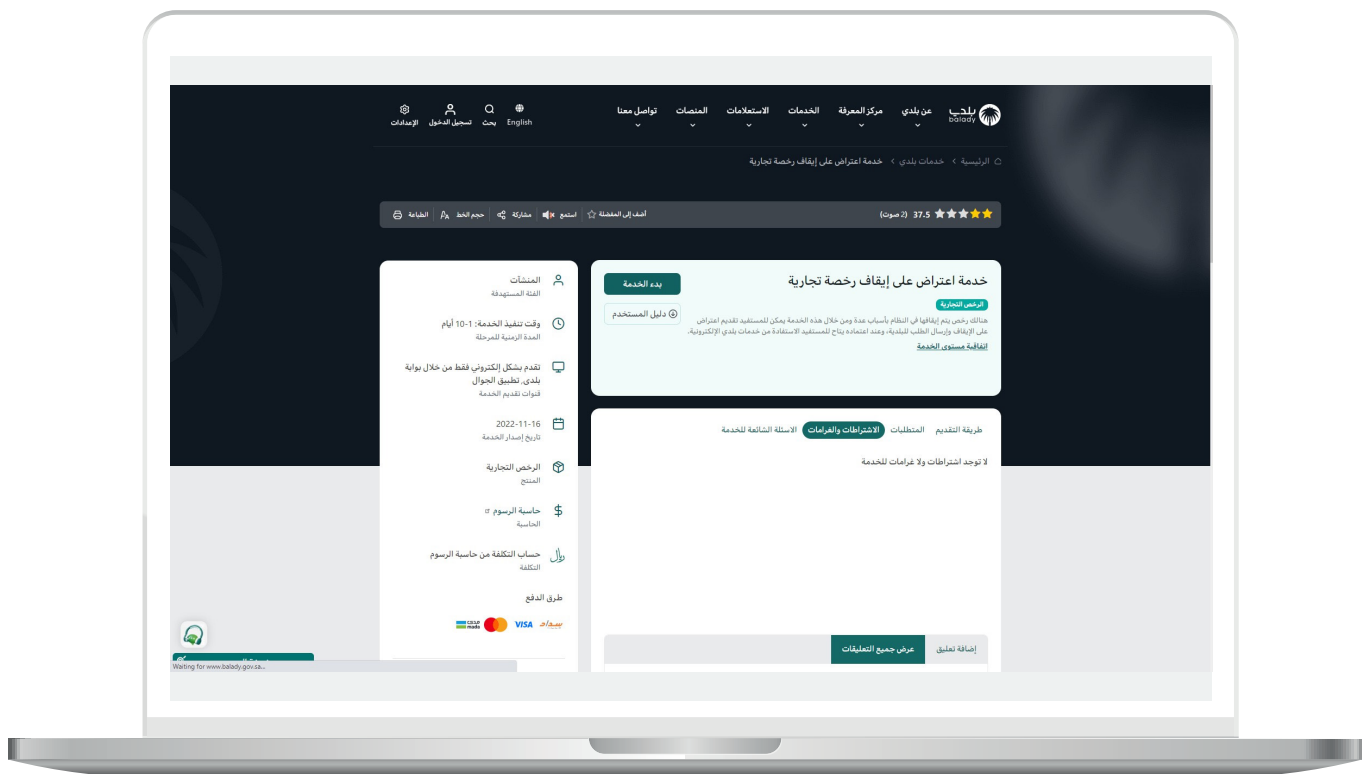 بلدي
balady
عن بلدي
مركز المعرفة
الخدمات
الاستعلامات
المنصات
تواصل معنا
English
بحث
تسجيل الدخول
الإعدادات
الرئيسية > خدمات بلدي > خدمة اعتراض على إيقاف رخصة تجارية
37.5 (2 صوت)
أضف إلى المفضلة
استمع
مشاركة
حجم الخط
الطباعة
خدمة اعتراض على إيقاف رخصة تجارية
بدء الخدمة
الرخص التجارية
دليل المستخدم
هنالك رخص يتم إيقافها في النظام بأسباب عدة ومن خلال هذه الخدمة يمكن للمستفيد تقديم اعتراض
على الإيقاف وإرسال الطلب للبلدية، وعند اعتماده يتاح للمستفيد الاستفادة من خدمات بلدي الإلكترونية.
اتفاقية مستوى الخدمة
طريقة التقديم
المتطلبات
الاشتراطات والغرامات
الاسئلة الشائعة للخدمة
لا توجد اشتراطات ولا غرامات للخدمة
إضافة تعليق
عرض جميع التعليقات
المنشآت
الفئة المستهدفة
وقت تنفيذ الخدمة: 1-10 أيام
المدة الزمنية للمرحلة
تقدم بشكل إلكتروني فقط من خلال بوابة
بلدي, تطبيق الجوال
قنوات تقديم الخدمة
2022-11-16
تاريخ إصدار الخدمة
الرخص التجارية
المنتج
حاسبة الرسوم
الحاسبة
حساب التكلفة من حاسبة الرسوم
التكلفة
طرق الدفع
سداد
VISA
مدى
mada
Waiting for www.balady.gov.sa...